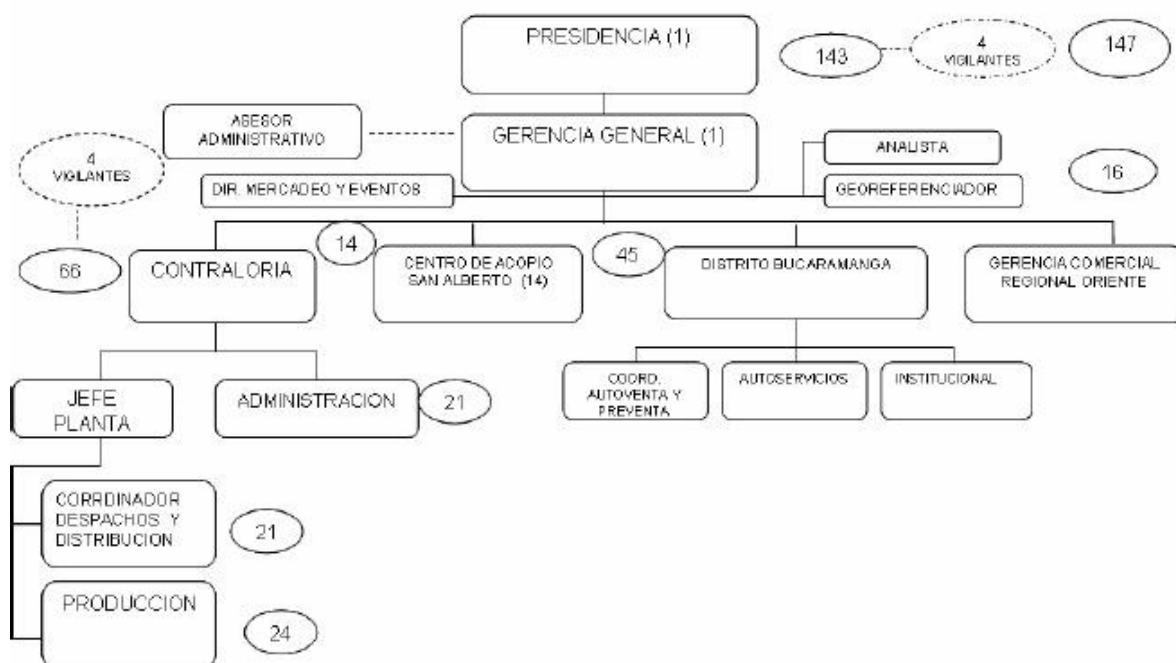 PRESIDENCIA (1)
143
4
VIGILANTES
147
ASESOR
ADMINISTRATIVO
GERENCIA GENERAL (1)
ANALISTA
4
VIGILANTES
DIR. MERCADEO Y EVENTOS
GEOREFERENCIADOR
16
66
CONTRALORIA
14
CENTRO DE ACOPIO
SAN ALBERTO (14)
45
DISTRITO BUCARAMANGA
GERENCIA COMERCIAL
REGIONAL ORIENTE
JEFE
PLANTA
ADMINISTRACION
21
COORD.
AUTOVENTA Y
PREVENTA
AUTOSERVICIOS
INSTITUCIONAL
CORRDINADOR
DESPACHOS Y
DISTRIBUCION
21
PRODUCCION
24